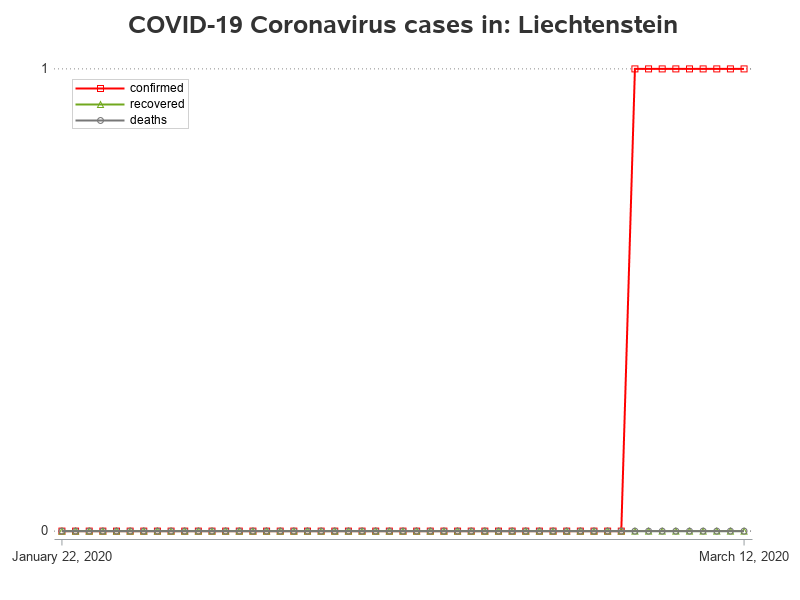 COVID-19 Coronavirus cases in: Liechtenstein
1
confirmed
recovered
deaths
0
January 22, 2020
March 12, 2020